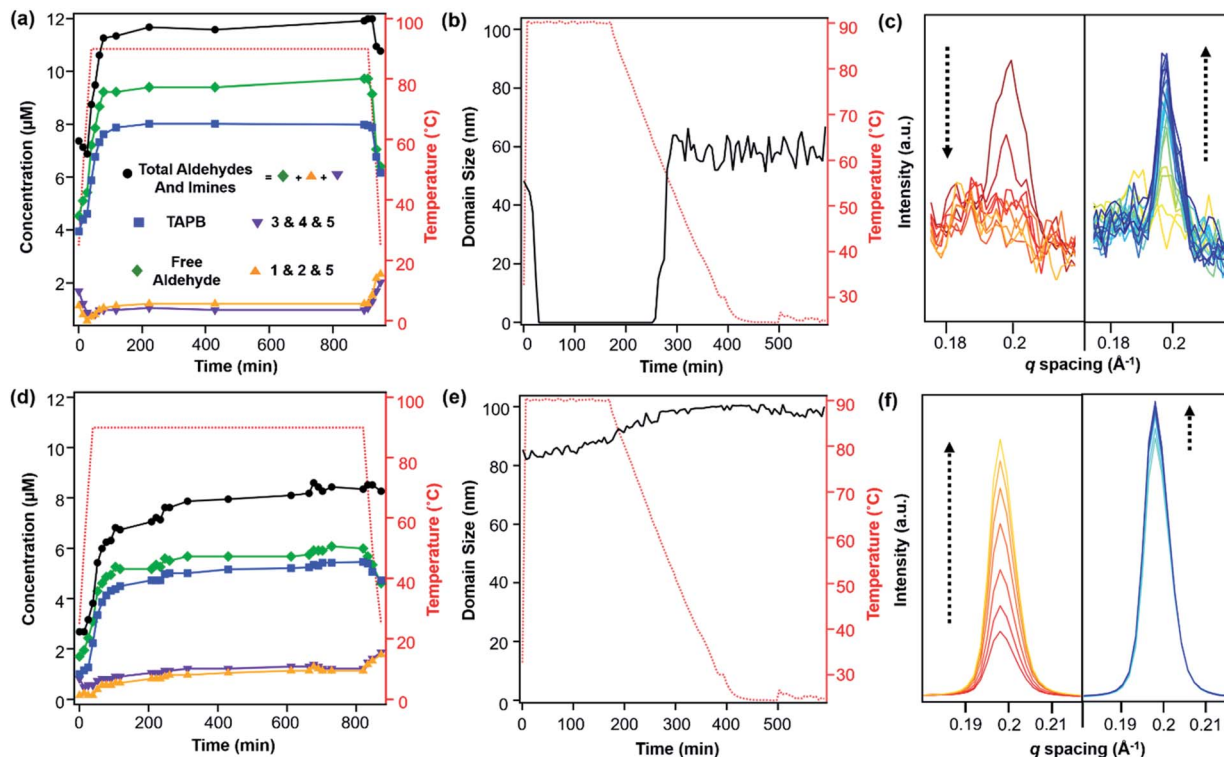 (a)
12
10
8
6
4
2
Concentration (µM)
100
80
60
40
20
0
Temperature (°C)
Total Aldehydes
And Imines
= + +
TAPB
3 & 4 & 5
Free
Aldehyde
1 & 2 & 5
0 200 400 600 800
Time (min)
(b)
100
80
60
40
20
0
Domain Size (nm)
90
80
70
60
50
40
30
Temperature (°C)
0 100 200 300 400 500
Time (min)
(c)
Intensity (a.u.)
0.18 0.2 0.18 0.2
q spacing (Å-1)
(d)
12
10
8
6
4
2
0
Concentration (µM)
100
80
60
40
20
0
Temperature (°C)
0 200 400 600 800
Time (min)
(e)
100
80
60
40
20
0
Domain Size (nm)
90
80
70
60
50
40
30
Temperature (°C)
0 100 200 300 400 500
Time (min)
(f)
Intensity (a.u.)
0.19 0.2 0.21 0.19 0.2 0.21
q spacing (Å-1)